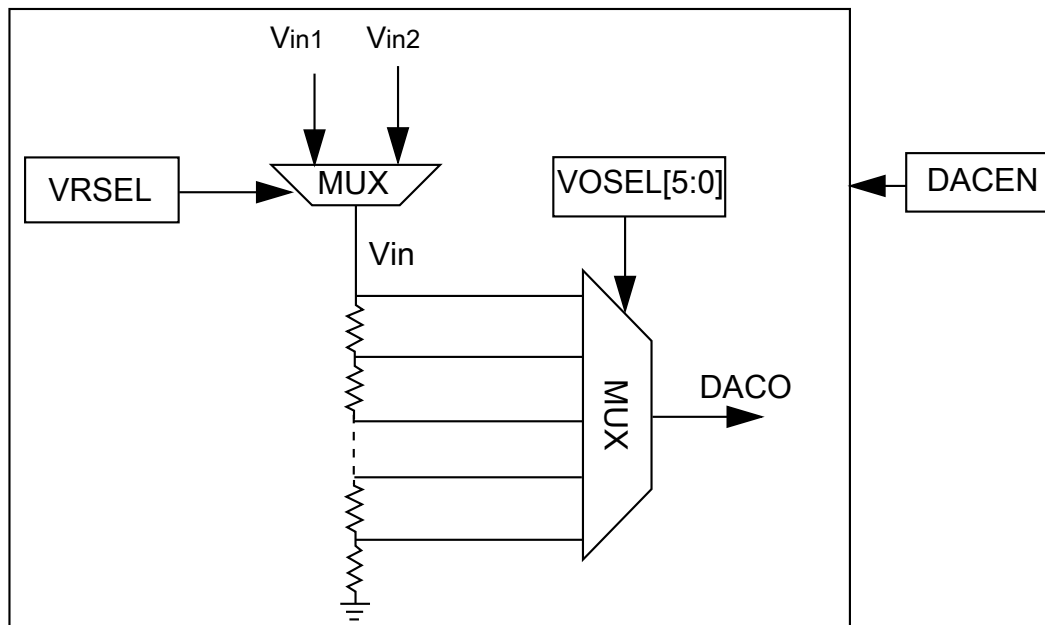 Vin1 Vin2
VRSEL
MUX
VOSEL[5:0]
DACEN
Vin
MUX
DACO